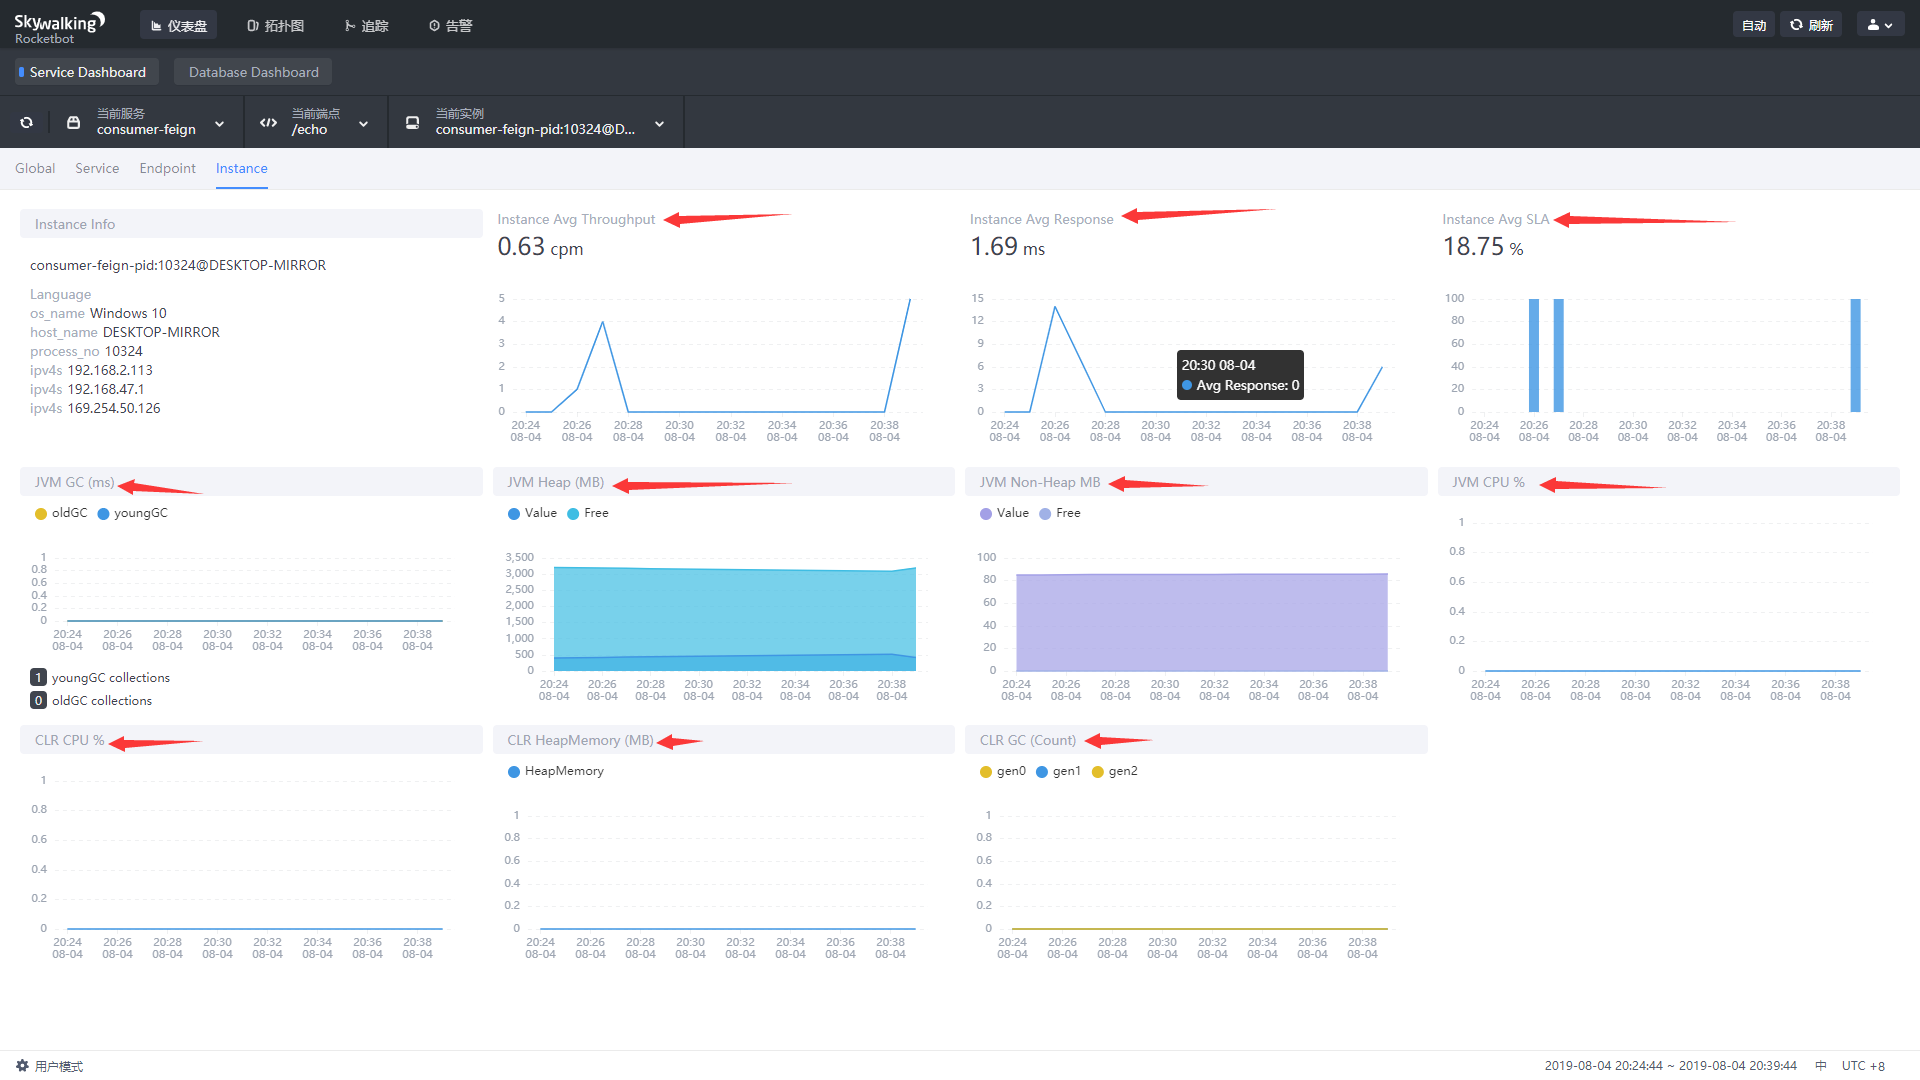 Skywalking
Rocketbot
仪表盘
拓扑图
追踪
告警
自动
刷新
Service Dashboard
Database Dashboard
当前服务
consumer-feign
当前端点
/echo
当前实例
consumer-feign-pid:10324@D...
Global
Service
Endpoint
Instance
Instance Info
consumer-feign-pid:10324@DESKTOP-MIRROR
Language
os_name Windows 10
host_name DESKTOP-MIRROR
process_no 10324
ipv4s 192.168.2.113
ipv4s 192.168.47.1
ipv4s 169.254.50.126
Instance Avg Throughput
0.63 cpm
5
4
3
2
1
0
20:24 20:26 20:28 20:30 20:32 20:34 20:36 20:38
08-04 08-04 08-04 08-04 08-04 08-04 08-04 08-04
Instance Avg Response
1.69 ms
15
12
9
6
3
0
20:30 08-04
Avg Response: 0
20:24 20:26 20:28 20:30 20:32 20:34 20:36 20:38
08-04 08-04 08-04 08-04 08-04 08-04 08-04 08-04
Instance Avg SLA
18.75 %
100
80
60
40
20
0
20:24 20:26 20:28 20:30 20:32 20:34 20:36 20:38
08-04 08-04 08-04 08-04 08-04 08-04 08-04 08-04
JVM GC (ms)
oldGC youngGC
1
0.8
0.6
0.4
0.2
0
20:24 20:26 20:28 20:30 20:32 20:34 20:36 20:38
08-04 08-04 08-04 08-04 08-04 08-04 08-04 08-04
1 youngGC collections
0 oldGC collections
JVM Heap (MB)
Value Free
3,500
3,000
2,500
2,000
1,500
1,000
500
0
20:24 20:26 20:28 20:30 20:32 20:34 20:36 20:38
08-04 08-04 08-04 08-04 08-04 08-04 08-04 08-04
JVM Non-Heap MB
Value Free
100
80
60
40
20
0
20:24 20:26 20:28 20:30 20:32 20:34 20:36 20:38
08-04 08-04 08-04 08-04 08-04 08-04 08-04 08-04
JVM CPU %
1
0.8
0.6
0.4
0.2
0
20:24 20:26 20:28 20:30 20:32 20:34 20:36 20:38
08-04 08-04 08-04 08-04 08-04 08-04 08-04 08-04
CLR CPU %
1
0.8
0.6
0.4
0.2
0
20:24 20:26 20:28 20:30 20:32 20:34 20:36 20:38
08-04 08-04 08-04 08-04 08-04 08-04 08-04 08-04
CLR HeapMemory (MB)
HeapMemory
1
0.8
0.6
0.4
0.2
0
20:24 20:26 20:28 20:30 20:32 20:34 20:36 20:38
08-04 08-04 08-04 08-04 08-04 08-04 08-04 08-04
CLR GC (Count)
gen0 gen1 gen2
1
0.8
0.6
0.4
0.2
0
20:24 20:26 20:28 20:30 20:32 20:34 20:36 20:38
08-04 08-04 08-04 08-04 08-04 08-04 08-04 08-04
用户模式
2019-08-04 20:24:44 ~ 2019-08-04 20:39:44 中 UTC +8